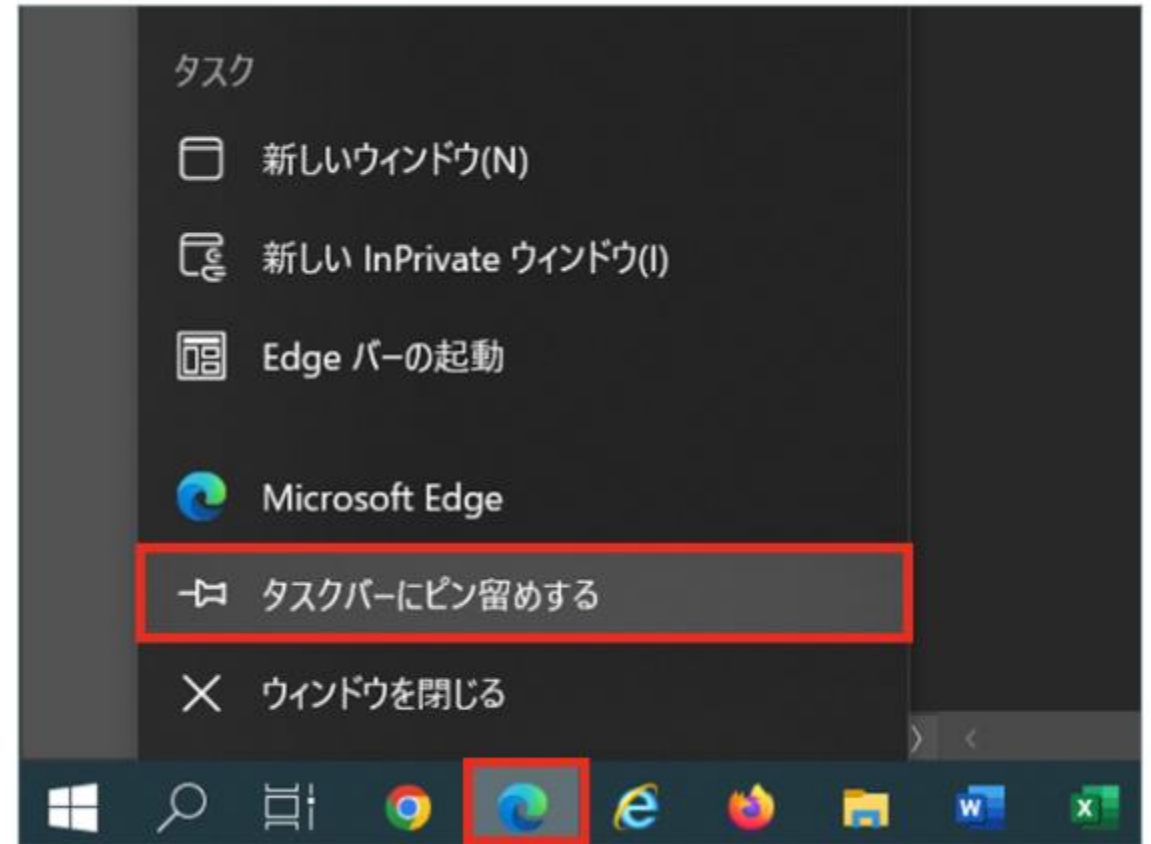 タスク
新しいウィンドウ(N)
新しい InPrivate ウィンドウ(I)
Edge バーの起動
Microsoft Edge
タスクバーにピン留めする
ウィンドウを閉じる